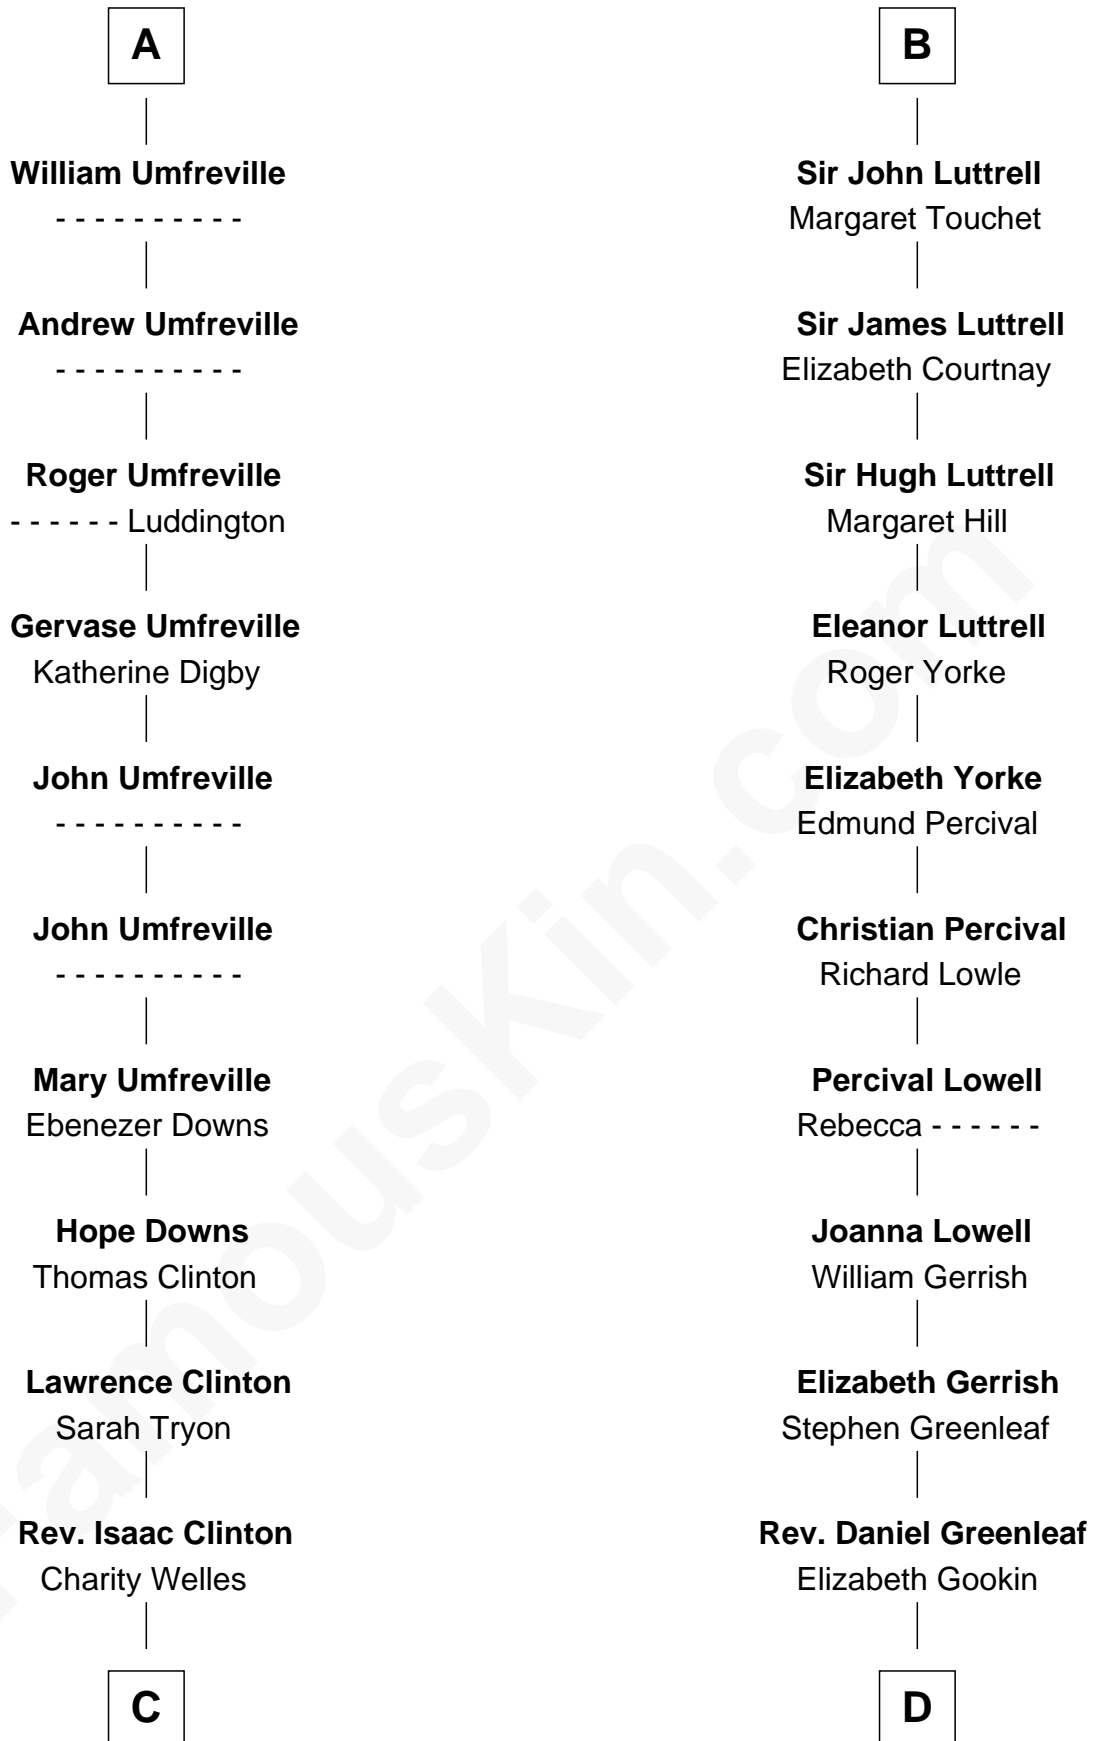 A
William Umfreville
- - - - - - - - - -
Andrew Umfreville
- - - - - - - - - -
Roger Umfreville
- - - - - - Luddington
Gervase Umfreville
Katherine Digby
John Umfreville
- - - - - - - - - -
John Umfreville
- - - - - - - - - -
Mary Umfreville
Ebenezer Downs
Hope Downs
Thomas Clinton
Lawrence Clinton
Sarah Tryon
Rev. Isaac Clinton
Charity Welles
C
B
Sir John Luttrell
Margaret Touchet
Sir James Luttrell
Elizabeth Courtnay
Sir Hugh Luttrell
Margaret Hill
Eleanor Luttrell
Roger Yorke
Elizabeth Yorke
Edmund Percival
Christian Percival
Richard Lowle
Percival Lowell
Rebecca - - - - - -
Joanna Lowell
William Gerrish
Elizabeth Gerrish
Stephen Greenleaf
Rev. Daniel Greenleaf
Elizabeth Gookin
D
FamousKin.com